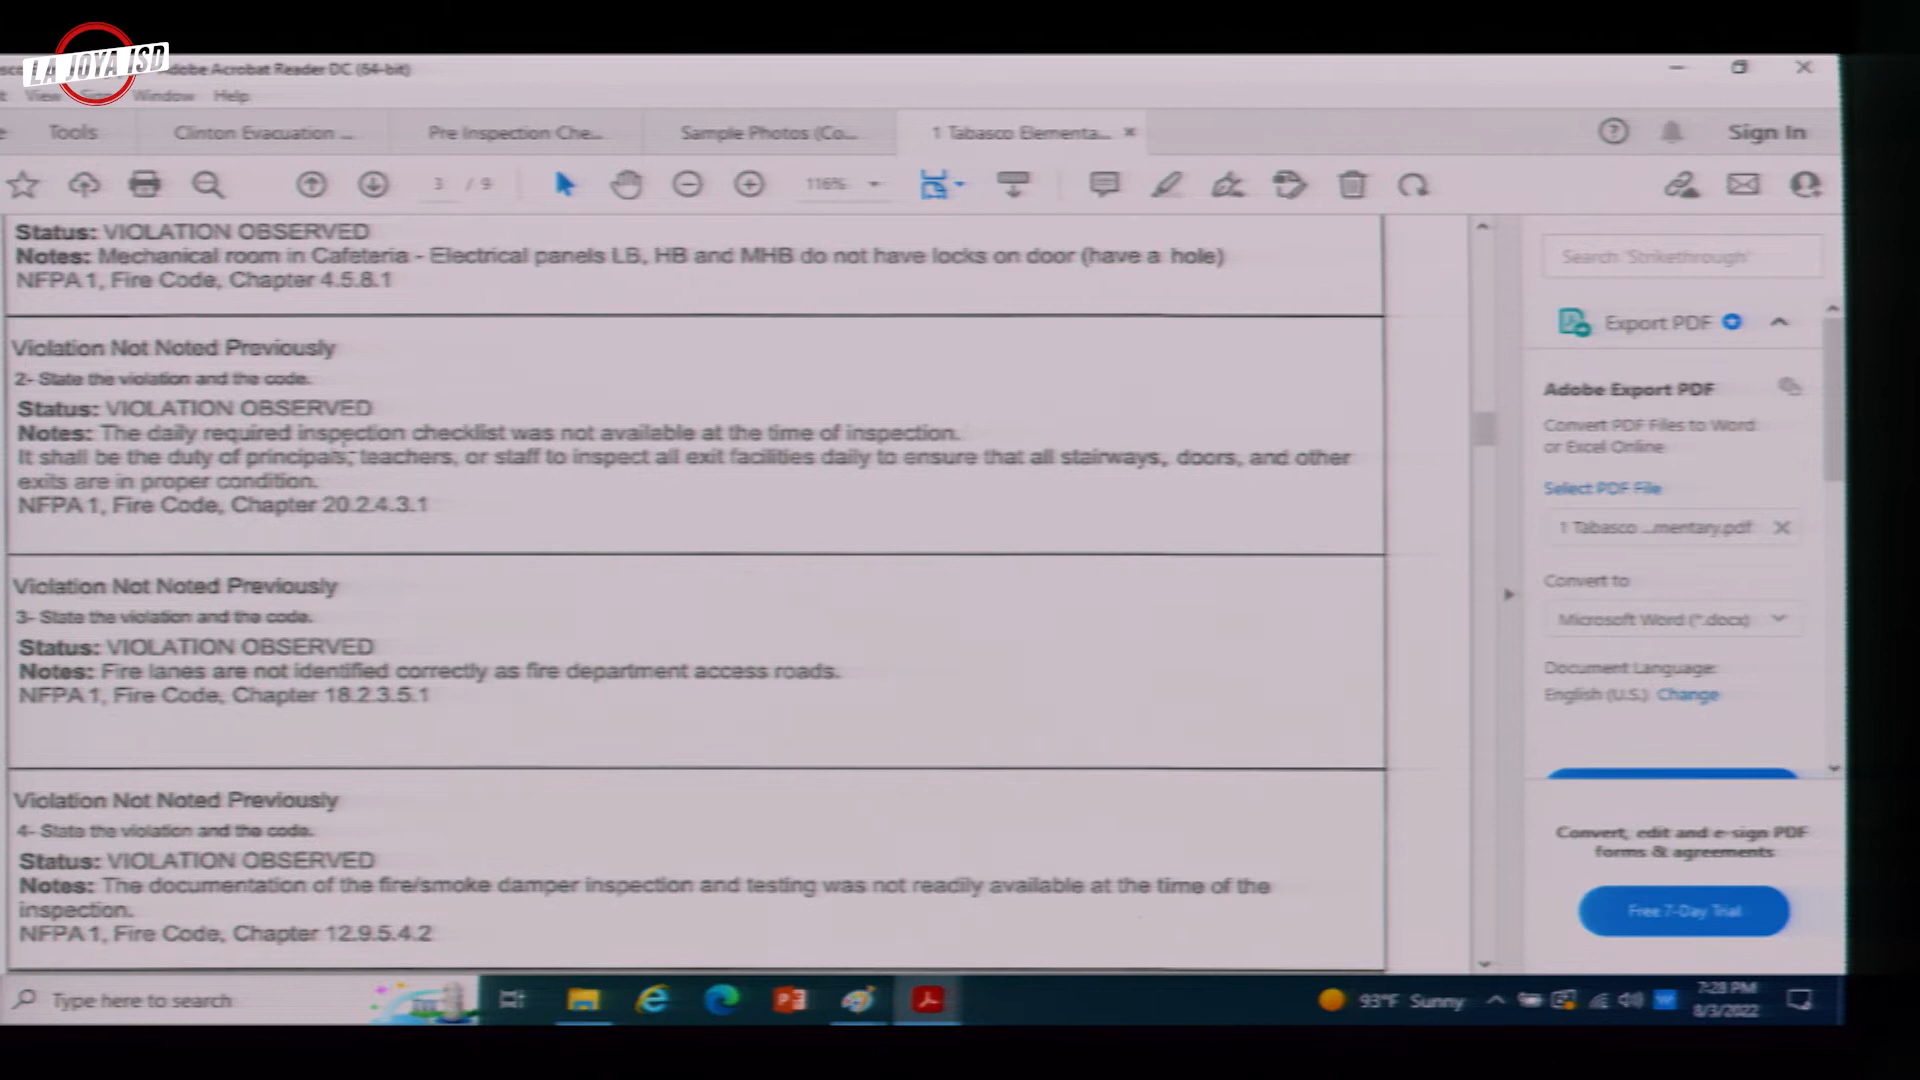 LA JOYA ISD
Adobe Acrobat Reader DC (64-bit)
View Sign Window Help
Tools Clinton Evacuation ... Pre Inspection Che... Sample Photos (Co... 1 Tabasco Elementa... × Sign In
3 / 9 116%
Status: VIOLATION OBSERVED
Notes: Mechanical room in Cafeteria - Electrical panels LB, HB and MHB do not have locks on door (have a hole)
NFPA 1, Fire Code, Chapter 4.5.8.1
Violation Not Noted Previously
2- State the violation and the code.
Status: VIOLATION OBSERVED
Notes: The daily required inspection checklist was not available at the time of inspection.
It shall be the duty of principals, teachers, or staff to inspect all exit facilities daily to ensure that all stairways, doors, and other
exits are in proper condition.
NFPA 1, Fire Code, Chapter 20.2.4.3.1
Violation Not Noted Previously
3- State the violation and the code.
Status: VIOLATION OBSERVED
Notes: Fire lanes are not identified correctly as fire department access roads.
NFPA 1, Fire Code, Chapter 18.2.3.5.1
Violation Not Noted Previously
4- State the violation and the code.
Status: VIOLATION OBSERVED
Notes: The documentation of the fire/smoke damper inspection and testing was not readily available at the time of the
inspection.
NFPA 1, Fire Code, Chapter 12.9.5.4.2
Search 'Strikethrough'
Export PDF
Adobe Export PDF
Convert PDF Files to Word
or Excel Online
Select PDF File
1 Tabasco ...mentary.pdf
Convert to
Microsoft Word (*.docx)
Document Language:
English (U.S.) Change
Convert, edit and e-sign PDF
forms & agreements
Free 7-Day Trial
Type here to search
93°F Sunny
7:28 PM
8/3/2022